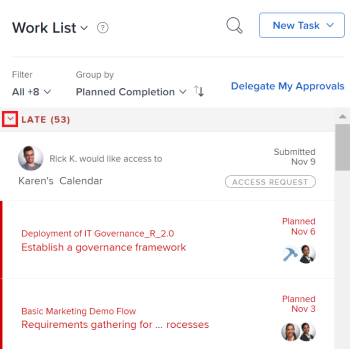 Work List
?
New Task
Filter
Group by
All +8
Planned Completion
Delegate My Approvals
LATE (53)
Rick K. would like access to
Submitted
Nov 9
Karen's Calendar
ACCESS REQUEST
Planned
Nov 6
Deployment of IT Governance_R_2.0
Establish a governance framework
Planned
Nov 3
Basic Marketing Demo Flow
Requirements gathering for ... rocesses